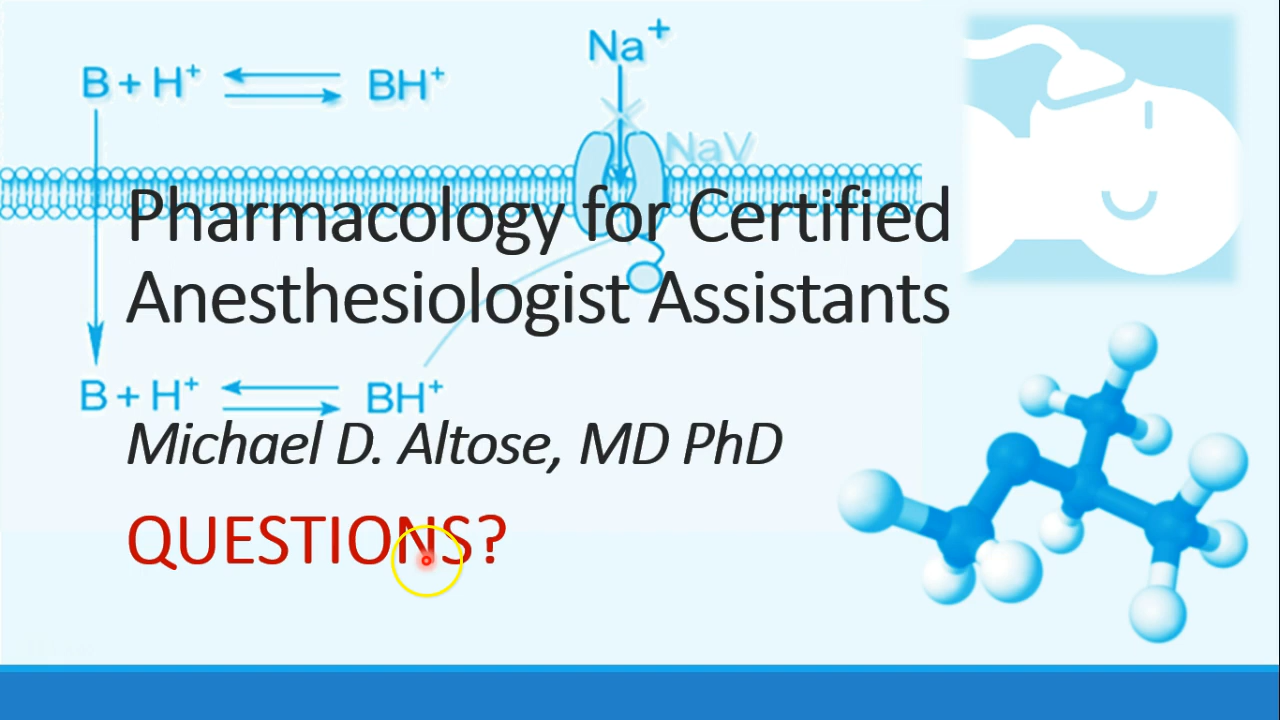 Na⁺
B + H⁺ BH⁺
NaV
Pharmacology for Certified
Anesthesiologist Assistants
B + H⁺ BH⁺
Michael D. Altose, MD PhD
QUESTIONS?